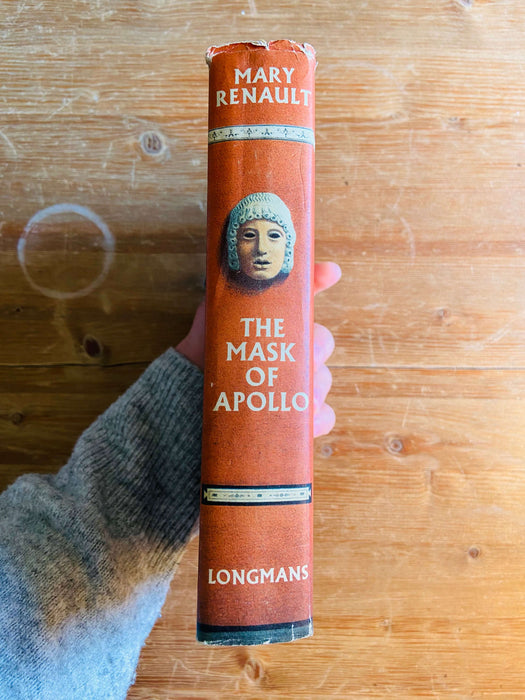 MARY
RENAULT
THE
MASK
OF
APOLLO
LONGMANS